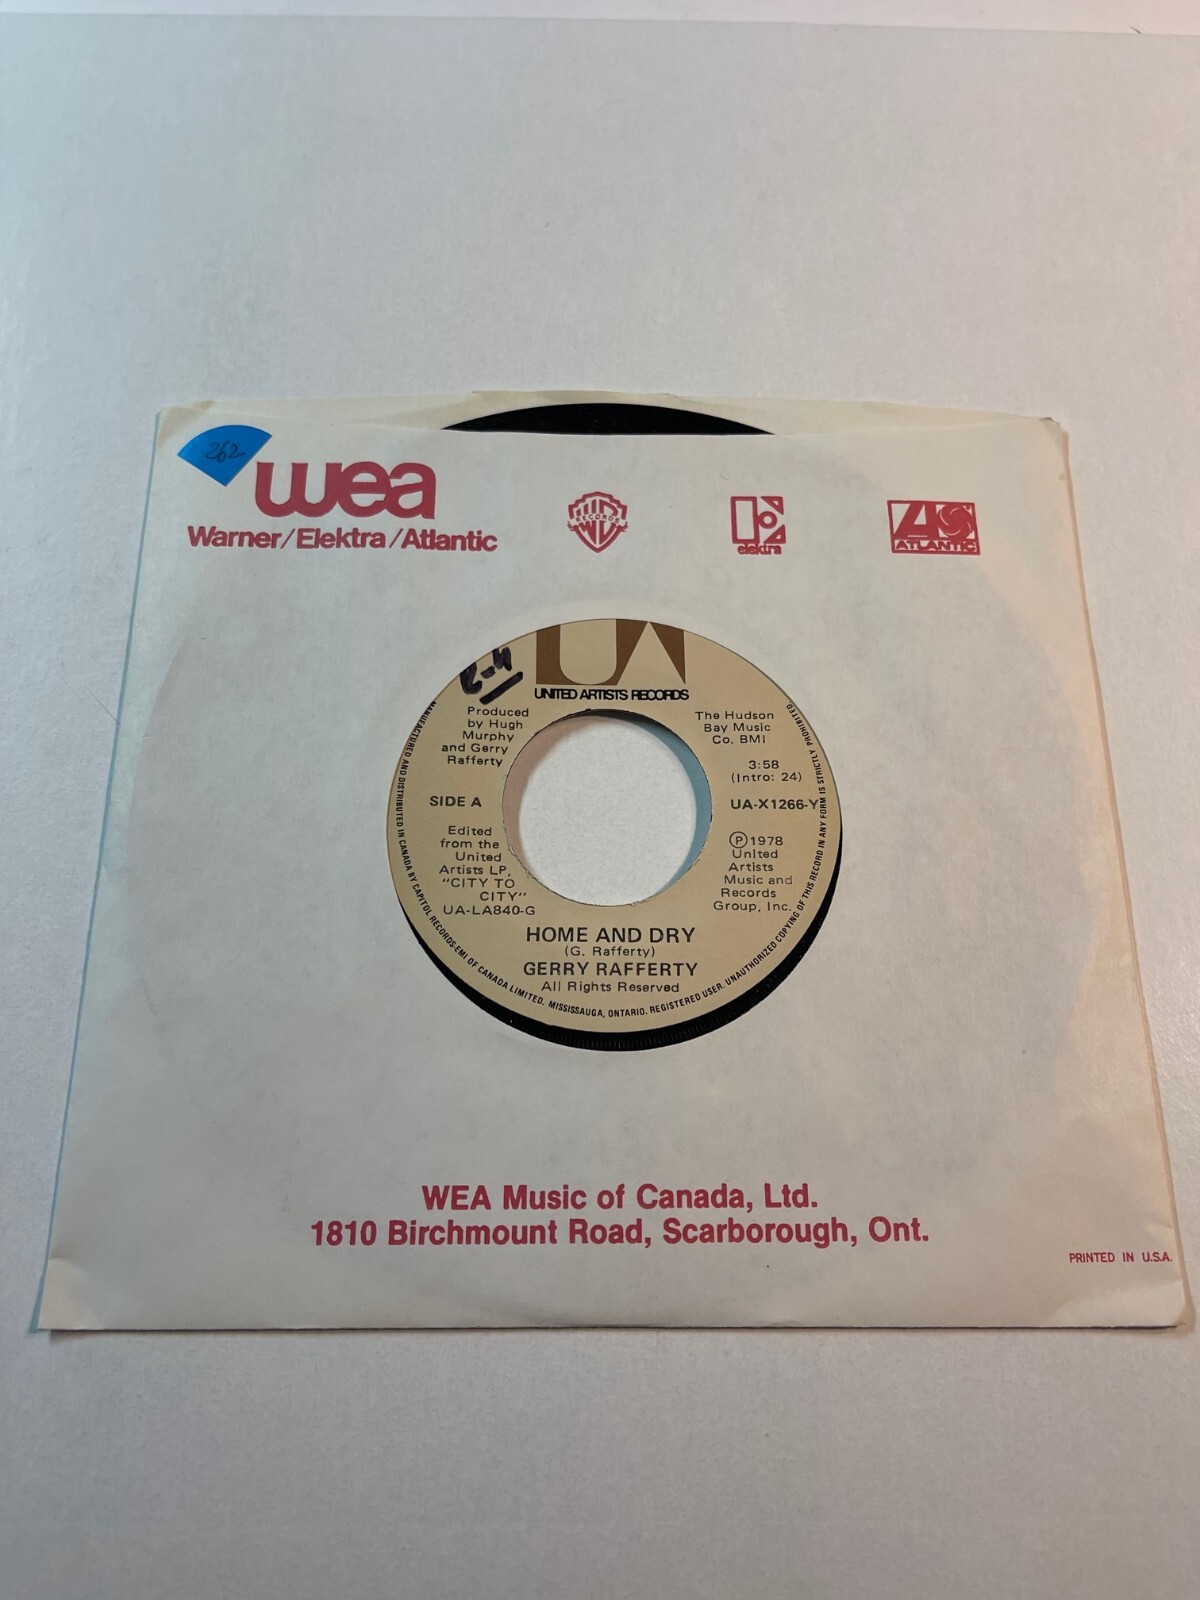 262
wea
Warner/Elektra/Atlantic
WB
RECORDS
elektra
ATLANTIC
UA
UNITED ARTISTS RECORDS
Produced
by Hugh
Murphy
and Gerry
Rafferty
SIDE A
Edited
from the
United
Artists LP,
"CITY TO
CITY"
UA-LA840-G
The Hudson
Bay Music
Co. BMI
3:58
(Intro: 24)
UA-X1266-Y
Ⓟ1978
United
Artists
Music and
Records
Group, Inc.
HOME AND DRY
(G. Rafferty)
GERRY RAFFERTY
All Rights Reserved
MANUFACTURED AND DISTRIBUTED IN CANADA BY CAPITOL RECORDS-EMI OF CANADA LIMITED. MISSISSAUGA, ONTARIO. REGISTERED USER. UNAUTHORIZED COPYING OF THIS RECORD IN ANY FORM IS STRICTLY PROHIBITED
WEA Music of Canada, Ltd.
1810 Birchmount Road, Scarborough, Ont.
PRINTED IN U.S.A.